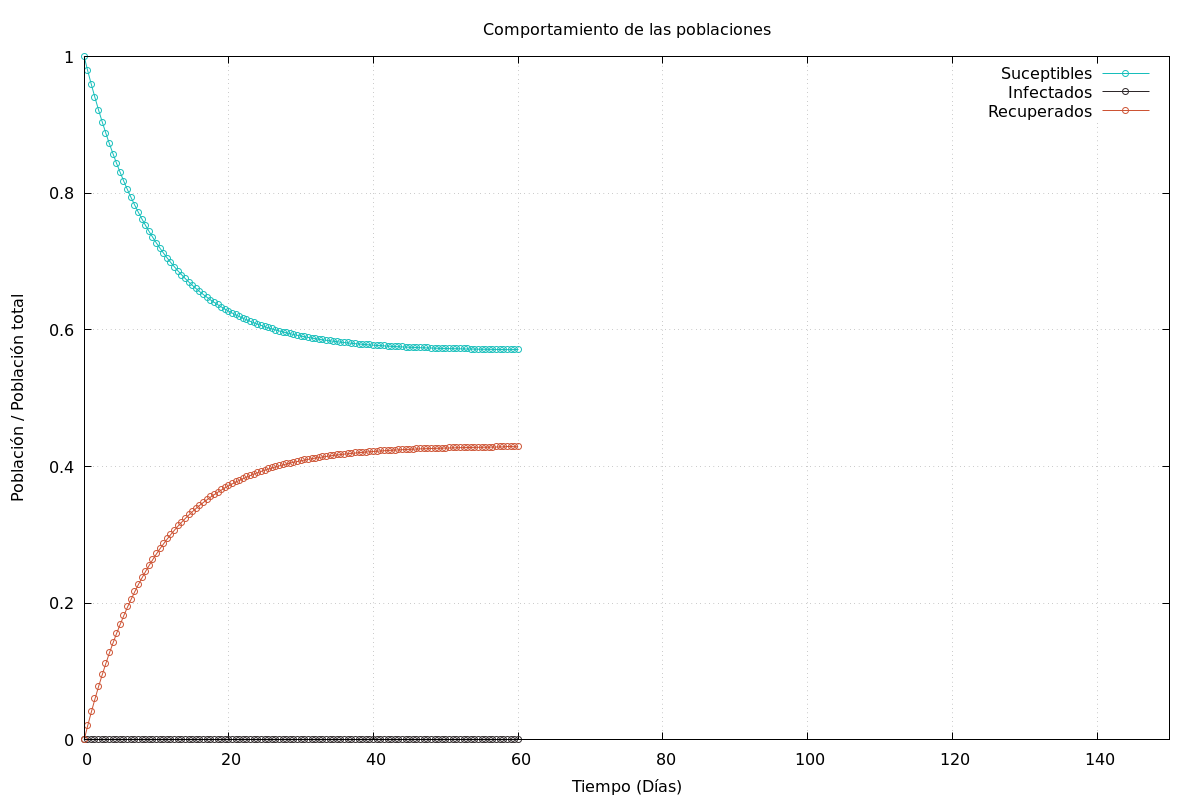 Comportamiento de las poblaciones
Suceptibles
Infectados
Recuperados
1
0.8
0.6
0.4
0.2
0
Población / Población total
0 20 40 60 80 100 120 140
Tiempo (Días)